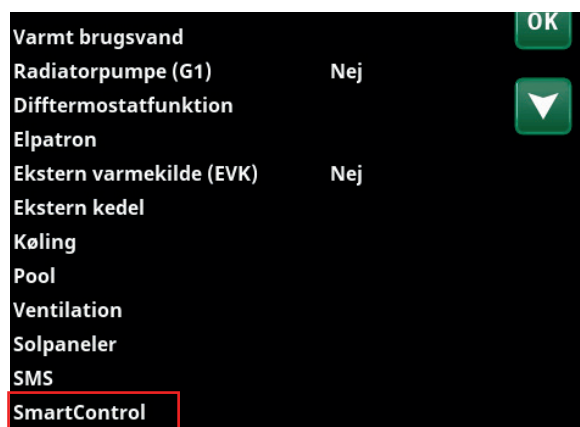 OK
Varmt brugsvand
Radiatorpumpe (G1) Nej
Difftermostatfunktion
Elpatron
Ekstern varmekilde (EVK) Nej
Ekstern kedel
Køling
Pool
Ventilation
Solpaneler
SMS
SmartControl